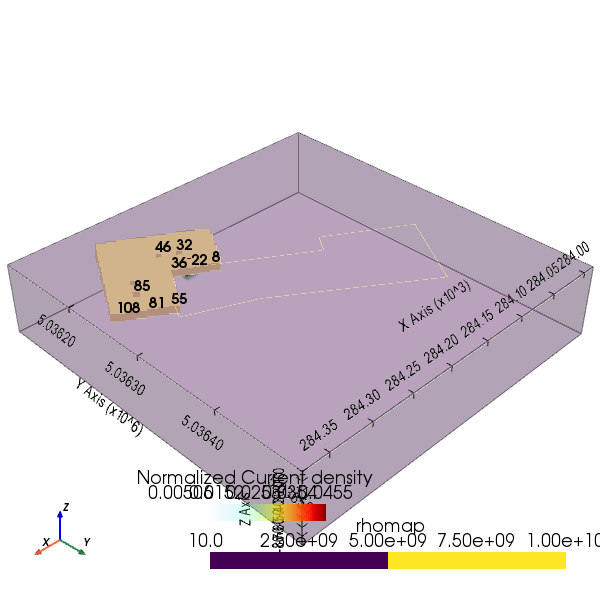 46 32
36 22 8
85
108 81 55
284.00
284.05
284.10
284.15
284.20
284.25
284.30
284.35
X Axis (x10^3)
5.03620
5.03630
5.03640
Y Axis (x10^6)
Normalized Current density
Z Axis
rhomap
10.0 5.00e+09 7.50e+09
X Y Z